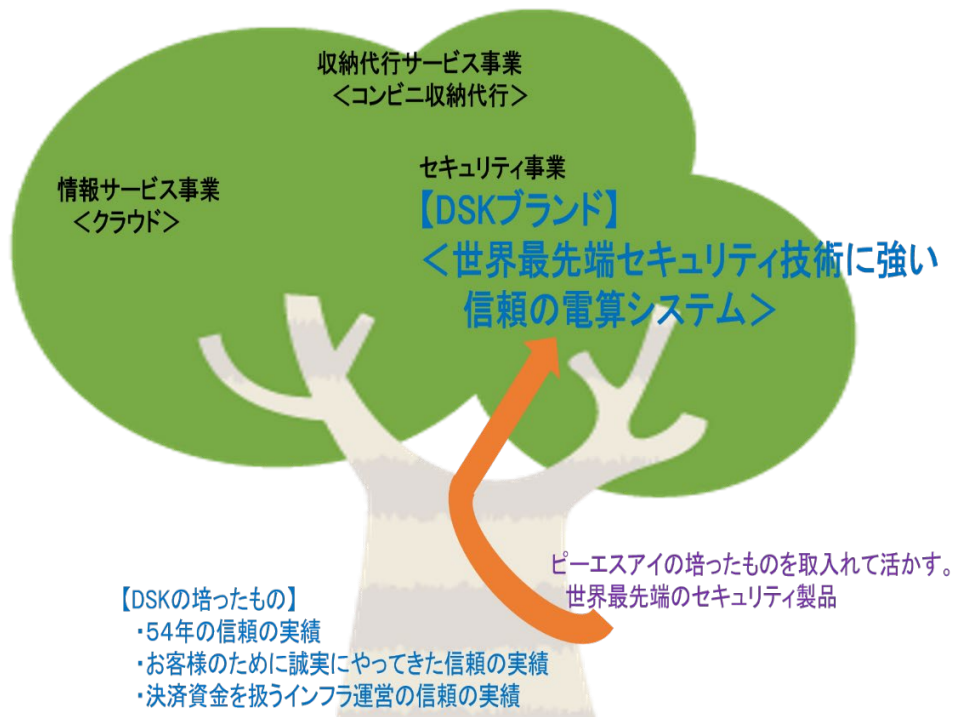 収納代行サービス事業
＜コンビニ収納代行＞
情報サービス事業
＜クラウド＞
セキュリティ事業
【DSKブランド】
＜世界最先端セキュリティ技術に強い
信頼の電算システム＞
ピーエスアイの培ったものを取入れて活かす。
世界最先端のセキュリティ製品
【DSKの培ったもの】
・54年の信頼の実績
・お客様のために誠実にやってきた信頼の実績
・決済資金を扱うインフラ運営の信頼の実績